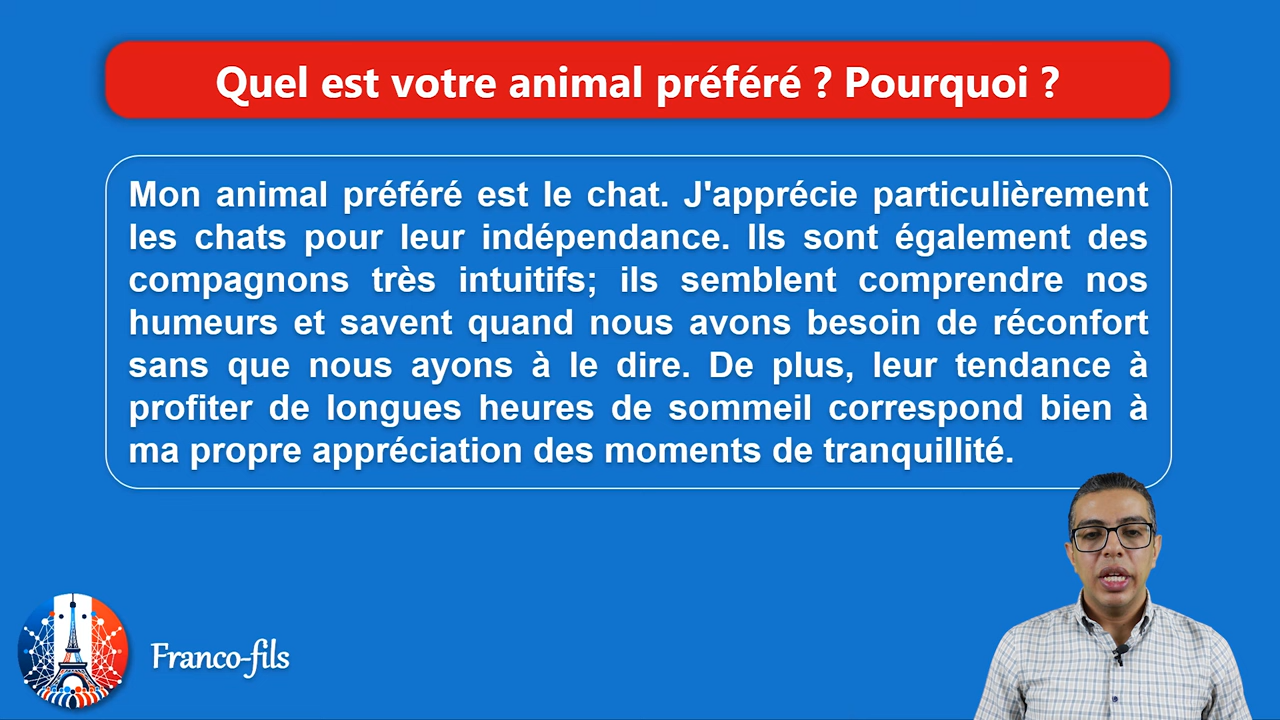 Quel est votre animal préféré ? Pourquoi ?
Mon animal préféré est le chat. J'apprécie particulièrement
les chats pour leur indépendance. Ils sont également des
compagnons très intuitifs; ils semblent comprendre nos
humeurs et savent quand nous avons besoin de réconfort
sans que nous ayons à le dire. De plus, leur tendance à
profiter de longues heures de sommeil correspond bien à
ma propre appréciation des moments de tranquillité.
Franco-fils